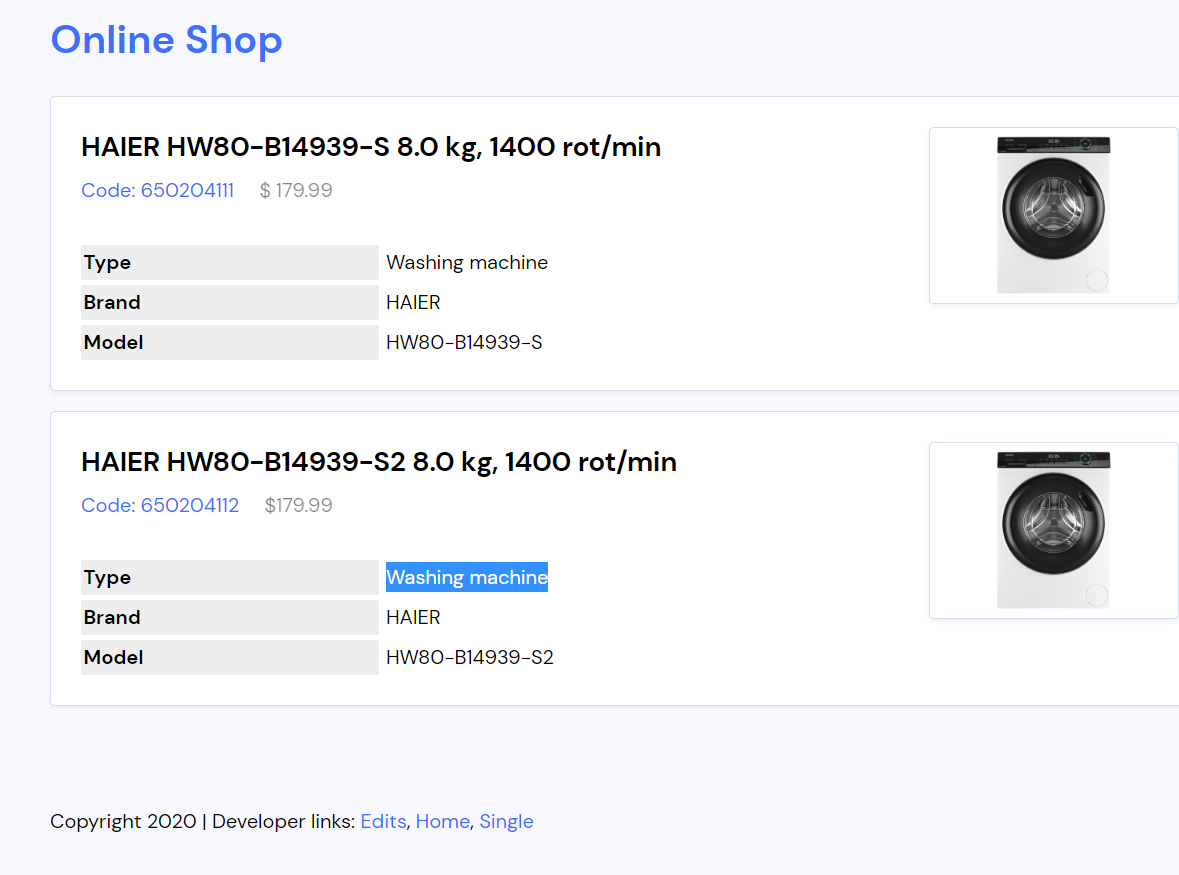 Online Shop
HAIER HW80-B14939-S 8.0 kg, 1400 rot/min
Code: 650204111 $ 179.99
Type Washing machine
Brand HAIER
Model HW80-B14939-S
HAIER HW80-B14939-S2 8.0 kg, 1400 rot/min
Code: 650204112 $179.99
Type Washing machine
Brand HAIER
Model HW80-B14939-S2
Copyright 2020 | Developer links: Edits, Home, Single